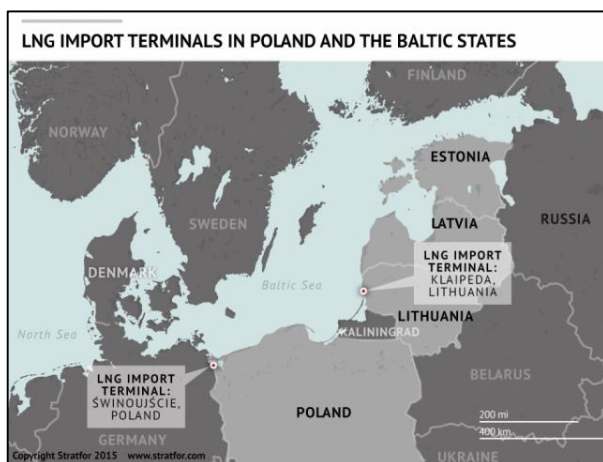 LNG IMPORT TERMINALS IN POLAND AND THE BALTIC STATES
FINLAND
NORWAY
ESTONIA
SWEDEN
LATVIA
RUSSIA
LNG IMPORT
TERMINAL:
KLAIPEDA,
LITHUANIA
DENMARK
Baltic Sea
LITHUANIA
KALININGRAD
North Sea
LNG IMPORT
TERMINAL:
ŚWINOUJŚCIE,
POLAND
BELARUS
POLAND
200 mi
400 km
GERMANY
UKRAINE
Copyright Stratfor 2015 www.stratfor.com